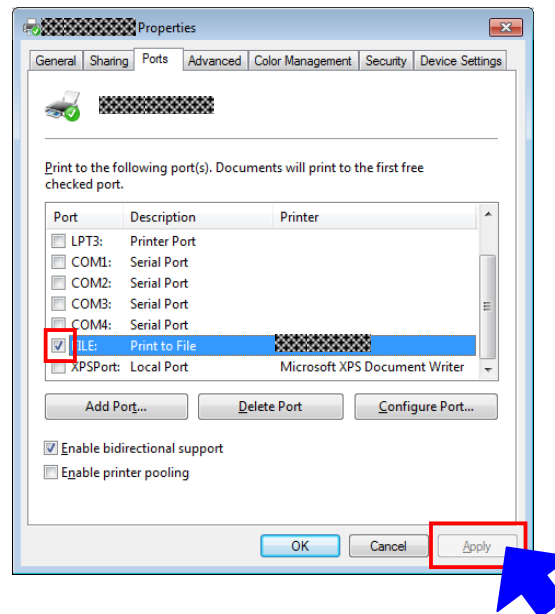 Properties
General Sharing Ports Advanced Color Management Security Device Settings
Print to the following port(s). Documents will print to the first free
checked port.
Port Description Printer
LPT3: Printer Port
COM1: Serial Port
COM2: Serial Port
COM3: Serial Port
COM4: Serial Port
FILE: Print to File
XPSPort: Local Port Microsoft XPS Document Writer
Add Port... Delete Port Configure Port...
Enable bidirectional support
Enable printer pooling
OK Cancel Apply